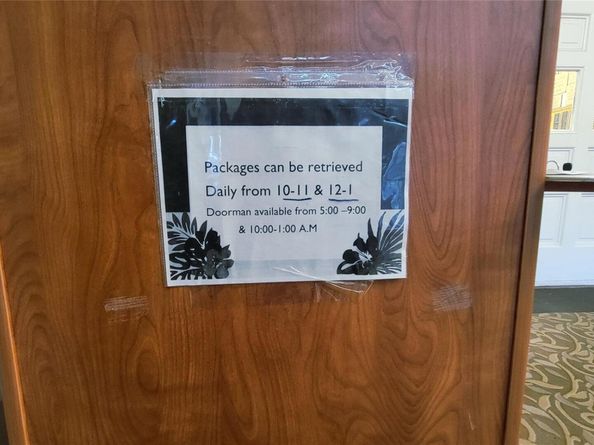 Packages can be retrieved
Daily from 10-11 & 12-1
Doorman available from 5:00 –9:00
& 10:00-1:00 A.M